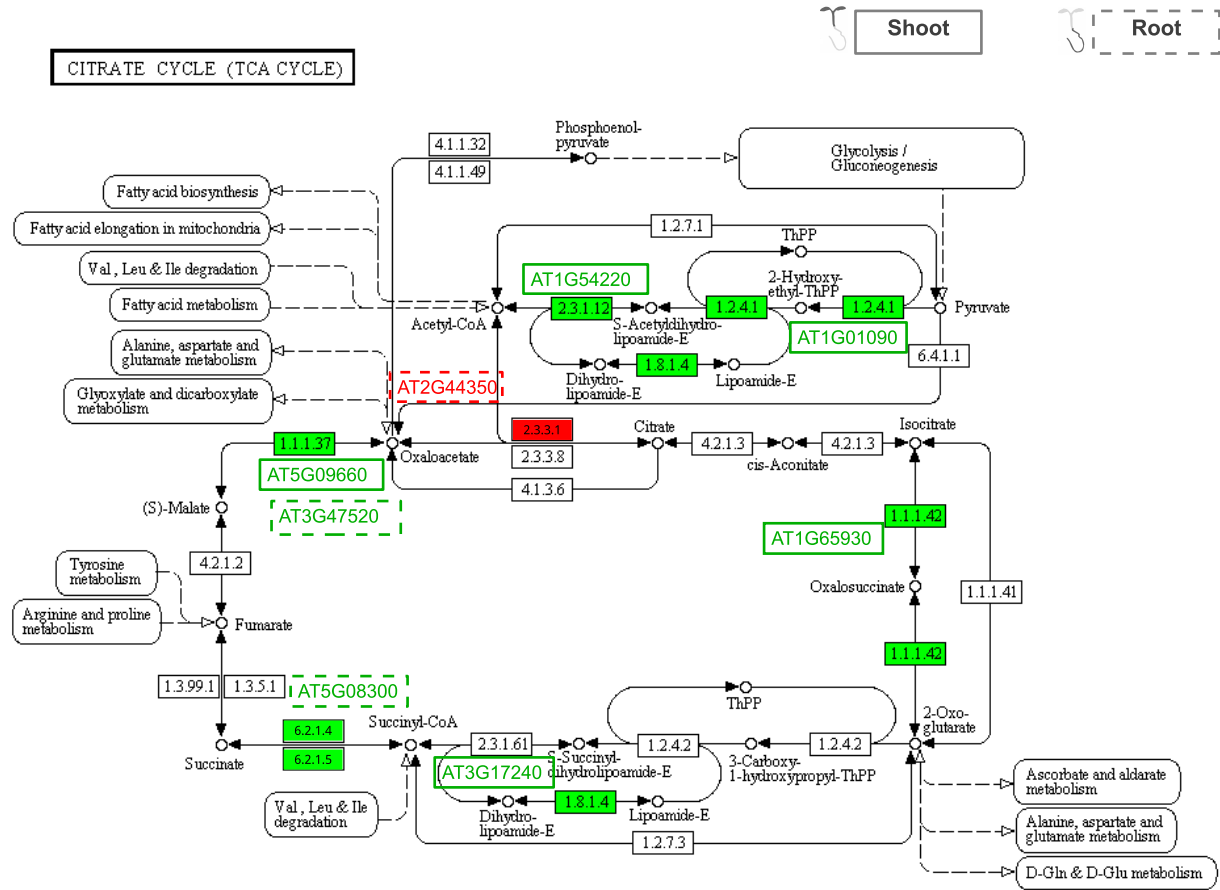 Shoot
Root
CITRATE CYCLE (TCA CYCLE)
Phosphoenol-
pyruvate
4.1.1.32
4.1.1.49
Glycolysis /
Gluconeogenesis
Fatty acid biosynthesis
Fatty acid elongation in mitochondria
Val , Leu & Ile degradation
Fatty acid metabolism
Alanine, aspartate and
glutamate metabolism
Glyoxylate and dicarboxylate
metabolism
1.2.7.1
ThPP
AT1G54220
2-Hydroxy-
ethyl-ThPP
2.3.1.12
1.2.4.1
1.2.4.1
Acetyl-CoA
S-Acetyldihydro-
lipoamide-E
Pyruvate
AT1G01090
6.4.1.1
1.8.1.4
Dihydro-
lipoamide-E
Lipoamide-E
AT2G44350
1.1.1.37
Oxaloacetate
2.3.3.1
2.3.3.8
Citrate
4.2.1.3
cis-Aconitate
4.2.1.3
Isocitrate
AT5G09660
4.1.3.6
(S)-Malate
AT3G47520
1.1.1.42
AT1G65930
4.2.1.2
Tyrosine
metabolism
Oxalosuccinate
1.1.1.41
Arginine and proline
metabolism
Fumarate
1.1.1.42
1.3.99.1
1.3.5.1
AT5G08300
ThPP
6.2.1.4
6.2.1.5
Succinate
Succinyl-CoA
2.3.1.61
S-Succinyl-
dihydrolipoamide-E
1.2.4.2
3-Carboxy-
1-hydroxypropyl-ThPP
1.2.4.2
2-Oxo-
glutarate
AT3G17240
1.8.1.4
Dihydro-
lipoamide-E
Lipoamide-E
Val , Leu & Ile
degradation
1.2.7.3
Ascorbate and aldarate
metabolism
Alanine, aspartate and
glutamate metabolism
D-Gln & D-Glu metabolism